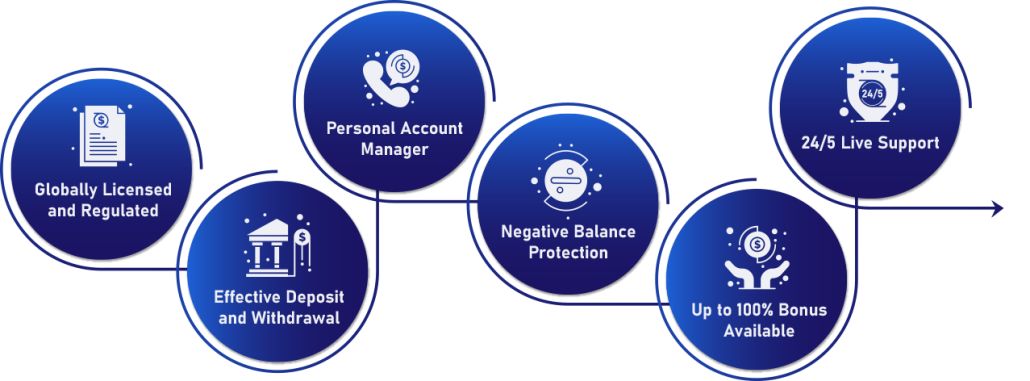 Globally Licensed
and Regulated
Effective Deposit
and Withdrawal
Personal Account
Manager
Negative Balance
Protection
Up to 100% Bonus
Available
24/5
24/5 Live Support